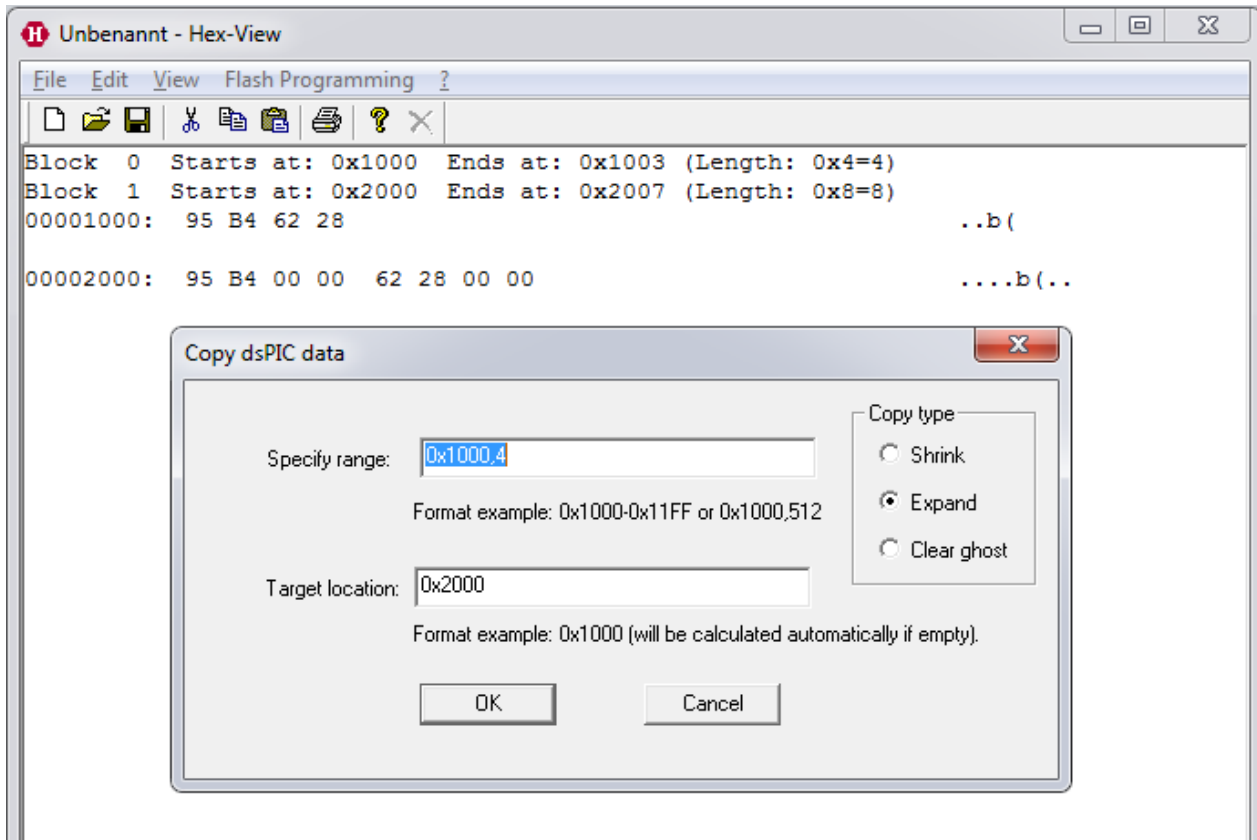 Unbenannt - Hex-View
File Edit View Flash Programming ?
Block  0  Starts at: 0x1000  Ends at: 0x1003 (Length: 0x4=4)
Block  1  Starts at: 0x2000  Ends at: 0x2007 (Length: 0x8=8)
00001000:  95 B4 62 28  ..b(
00002000:  95 B4 00 00  62 28 00 00  ....b(..
Copy dsPIC data
Copy type
Specify range: 0x1000,4
Shrink
Format example: 0x1000-0x11FF or 0x1000,512
Expand
Clear ghost
Target location: 0x2000
Format example: 0x1000 (will be calculated automatically if empty).
OK Cancel